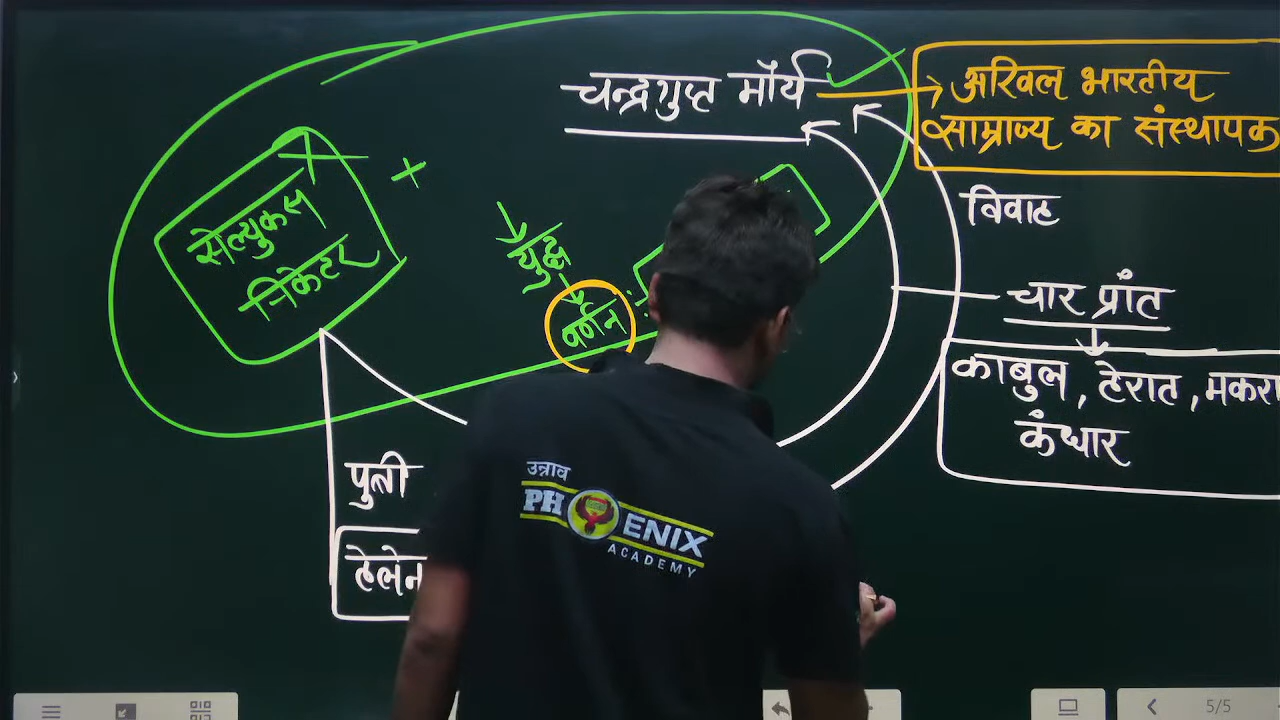 चन्द्रगुप्त मौर्य
अखिल भारतीय
साम्राज्य का संस्थापक
सेल्युकस
निकेटर
+
युद्ध
वर्णन
विवाह
चार प्रांत
काबुल, हेरात, मकरा
कंधार
पुत्री
हेलेन
उन्नाव
PHOENIX
ACADEMY
5/5